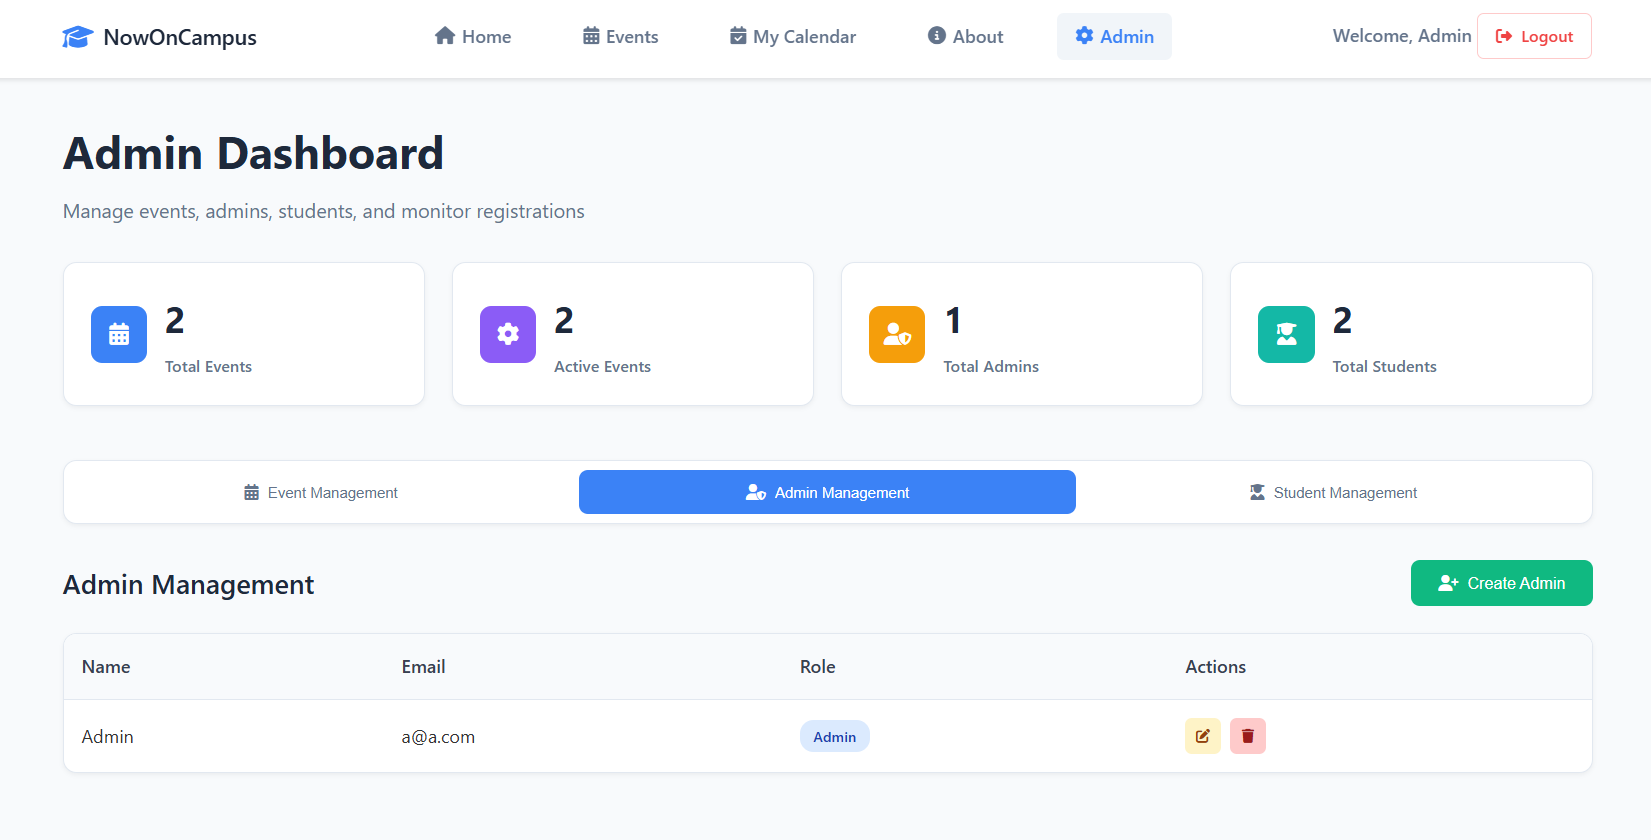 NowOnCampus
Home
Events
My Calendar
About
Admin
Welcome, Admin
Logout
Admin Dashboard
Manage events, admins, students, and monitor registrations
2
Total Events
2
Active Events
1
Total Admins
2
Total Students
Event Management
Admin Management
Student Management
Admin Management
Create Admin
Name Email Role Actions
Admin a@a.com Admin